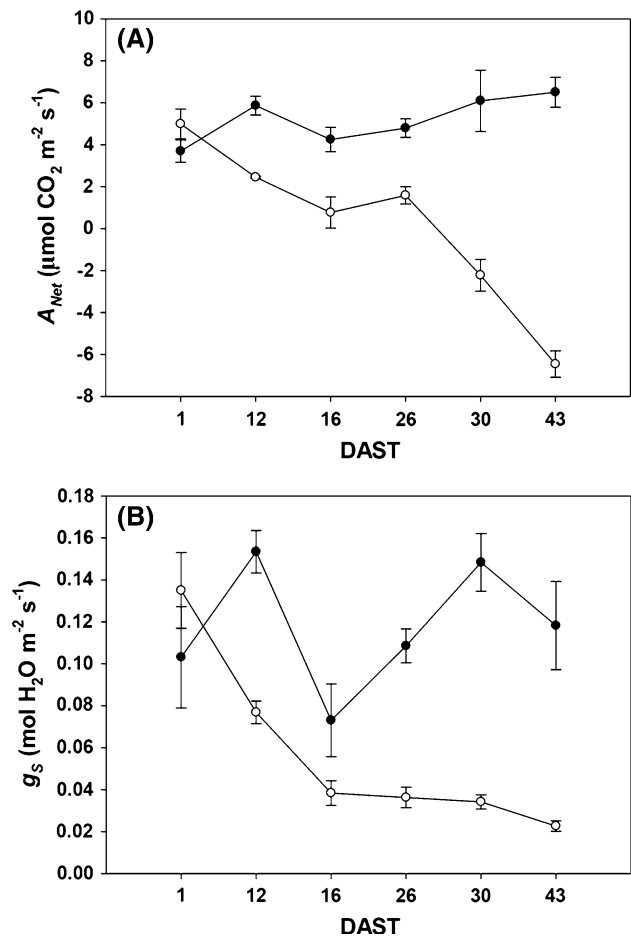 (A)
10
8
6
4
2
0
-2
-4
-6
-8
A_Net (μmol CO₂ m⁻² s⁻¹)
1 12 16 26 30 43
DAST
(B)
0.18
0.16
0.14
0.12
0.10
0.08
0.06
0.04
0.02
0.00
g_S (mol H₂O m⁻² s⁻¹)
1 12 16 26 30 43
DAST